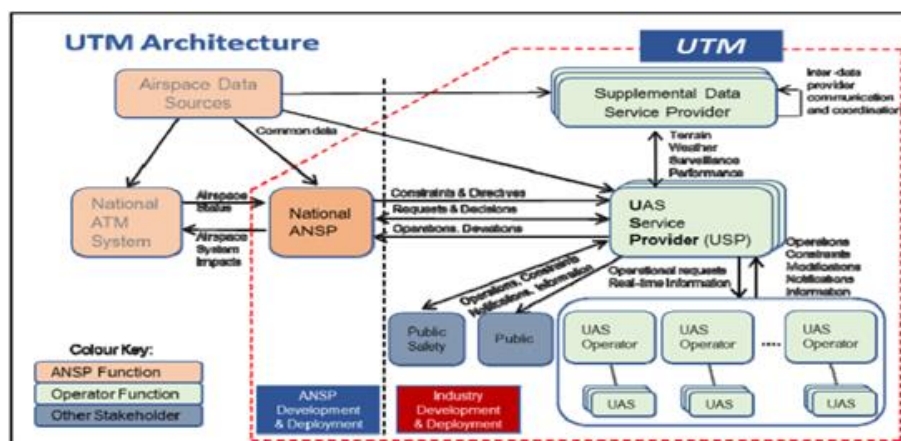 UTM Architecture
UTM
Airspace Data
Sources
Supplemental Data
Service Provider
Inter-data
provider
communication
and coordination
Common data
Terrain
Weather
Surveillance
Performance
National
ATM
System
Airspace
Status
Airspace
System
Impacts
National
ANSP
Constraints & Directives
Requests & Decisions
Operations, Deviations
UAS
Service
Provider (USP)
Operations, Constraints
Notifications, Information
Operational requests
Real-time Information
Operations
Constraints
Modifications
Notifications
Information
Public
Safety
Public
UAS
Operator
UAS
Operator
....
UAS
Operator
UAS
UAS
UAS
Colour Key:
ANSP Function
Operator Function
Other Stakeholder
ANSP
Development
& Deployment
Industry
Development
& Deployment